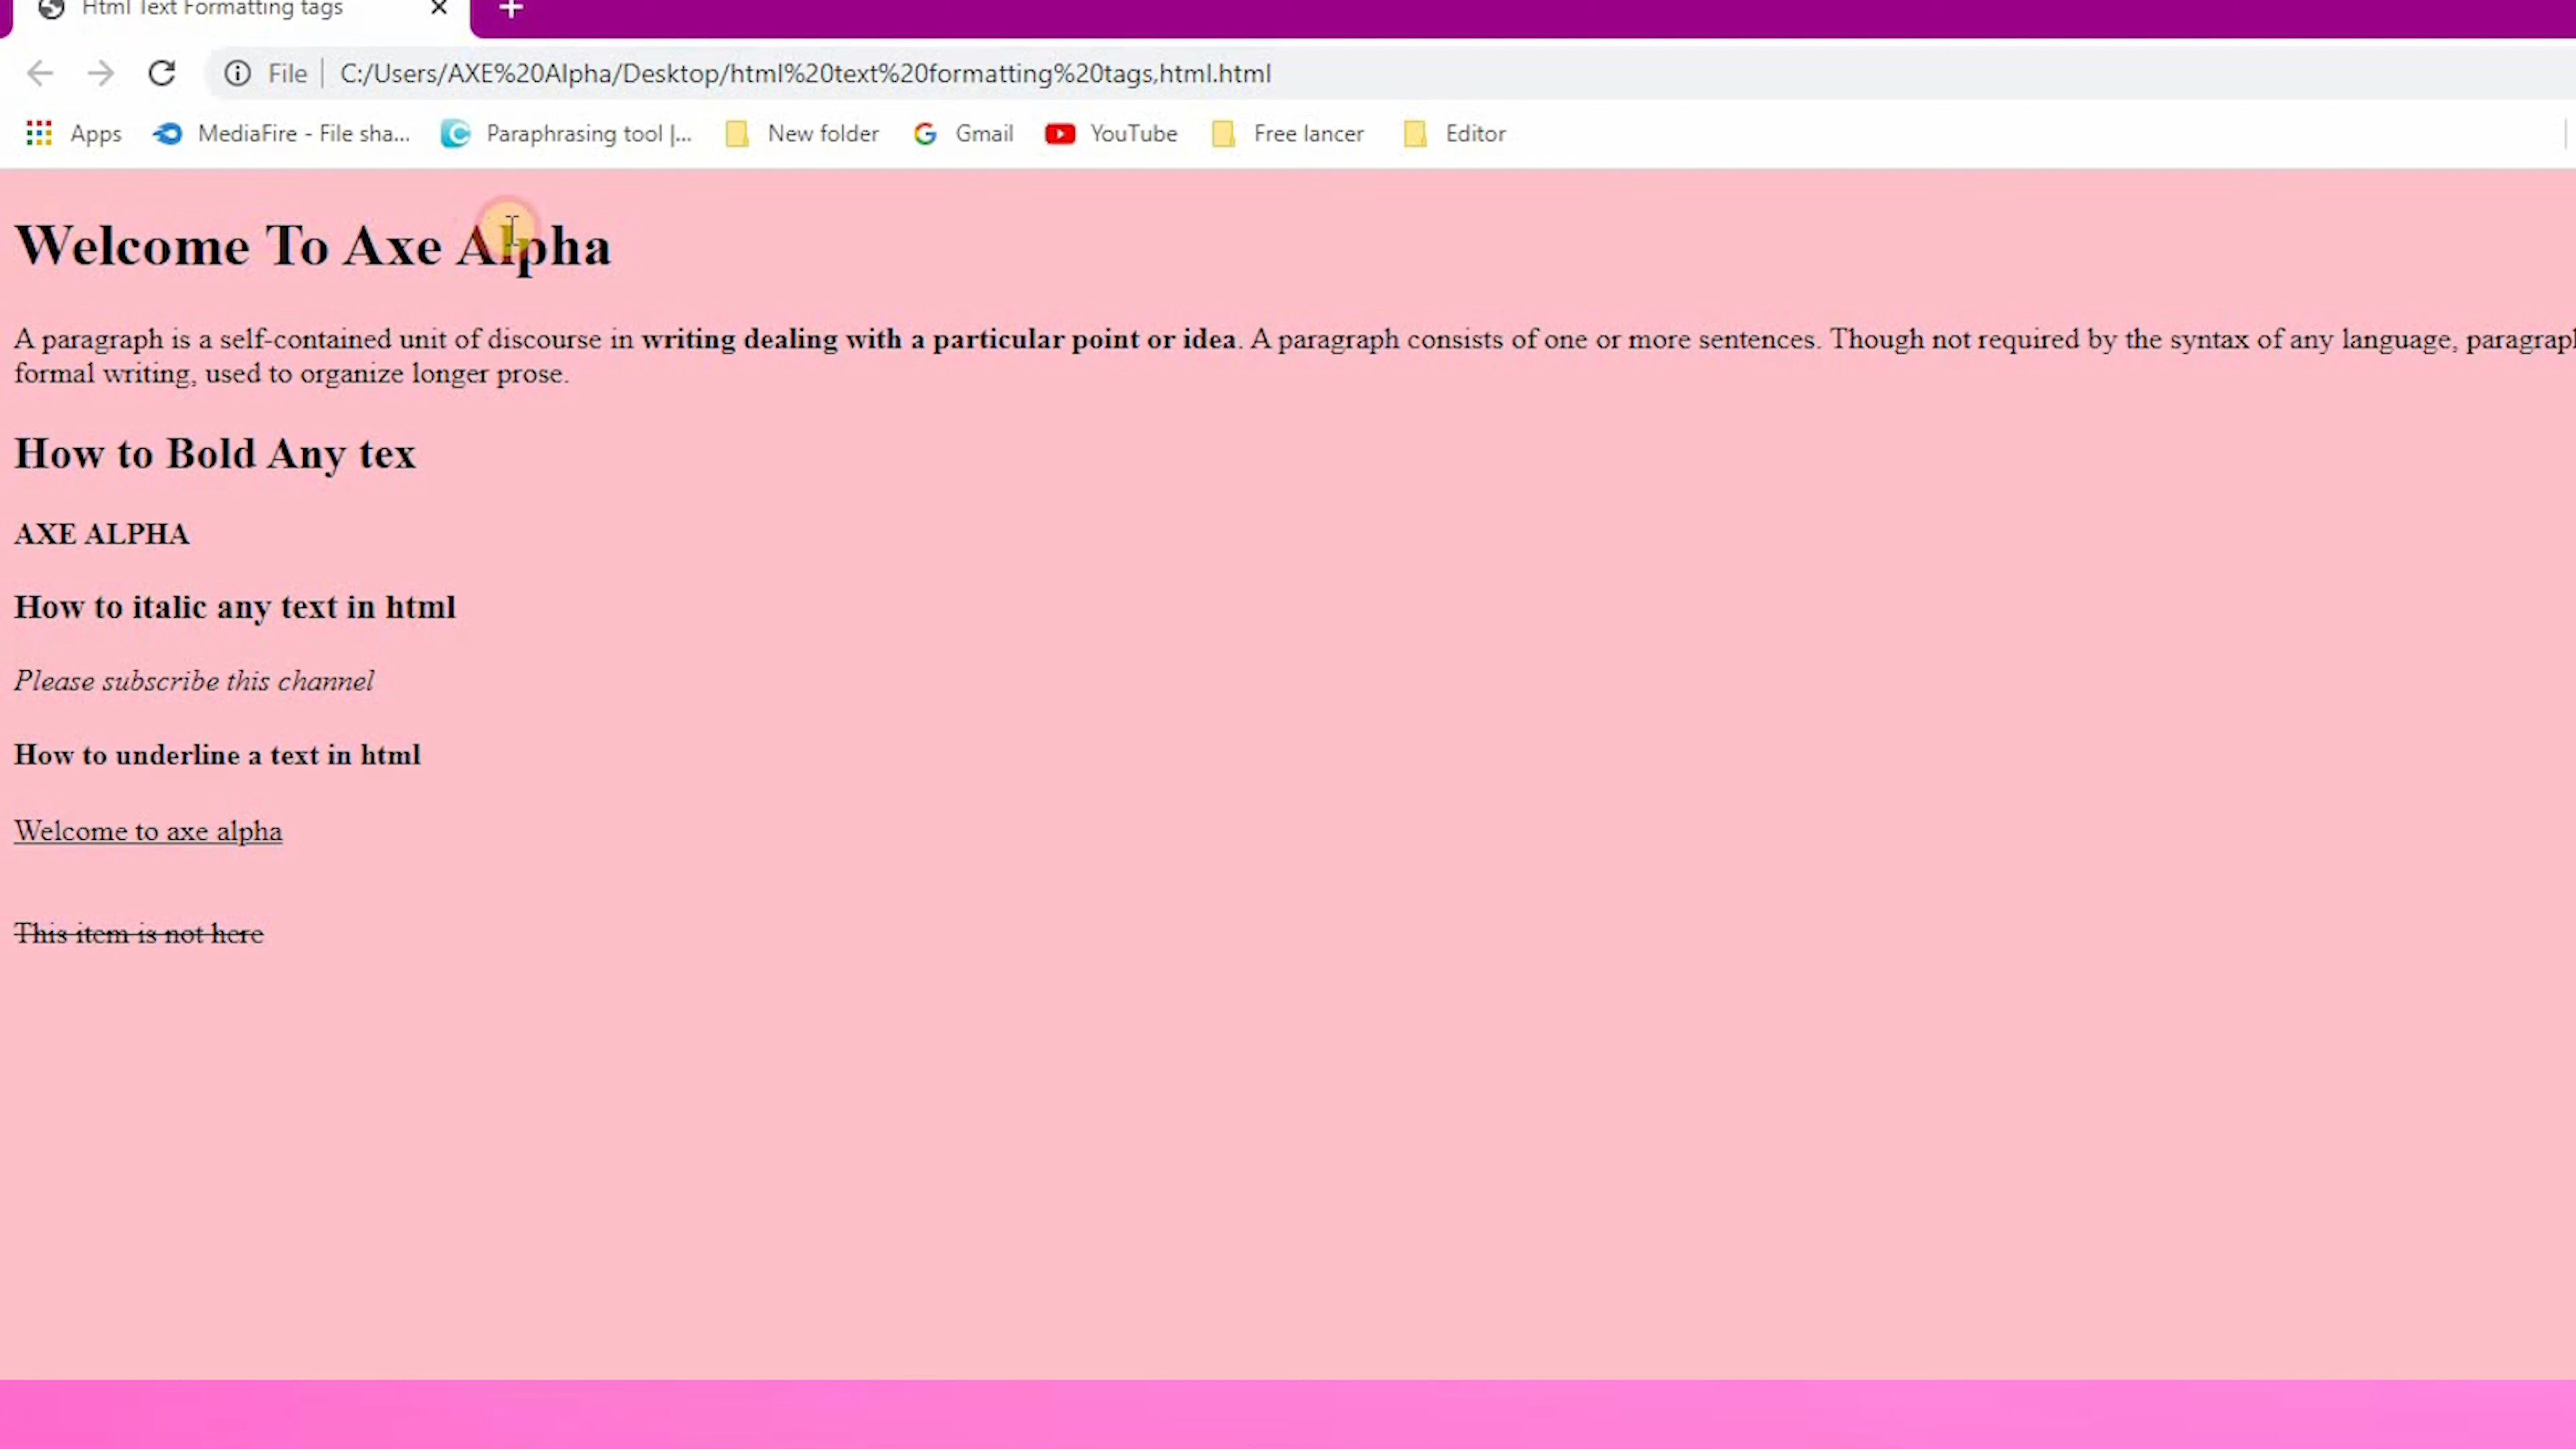 Html Text Formatting tags
File C:/Users/AXE%20Alpha/Desktop/html%20text%20formatting%20tags,html.html
Apps MediaFire - File sha... Paraphrasing tool |... New folder Gmail YouTube Free lancer Editor
Welcome To Axe Alpha
A paragraph is a self-contained unit of discourse in writing dealing with a particular point or idea. A paragraph consists of one or more sentences. Though not required by the syntax of any language, paragraph
formal writing, used to organize longer prose.
How to Bold Any tex
AXE ALPHA
How to italic any text in html
Please subscribe this channel
How to underline a text in html
Welcome to axe alpha
This item is not here